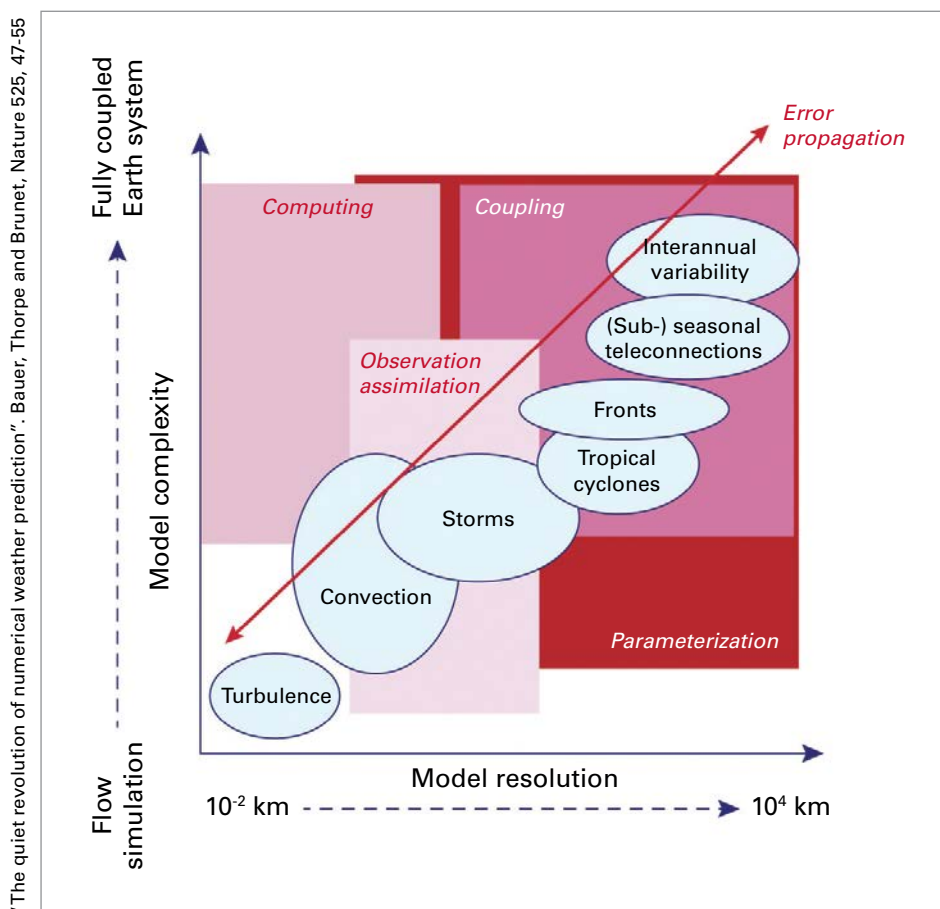 "The quiet revolution of numerical weather prediction". Bauer, Thorpe and Brunet, Nature 525, 47-55
Fully coupled
Earth system
Model complexity
Flow
simulation
Error
propagation
Computing
Coupling
Interannual
variability
(Sub-) seasonal
teleconnections
Observation
assimilation
Fronts
Tropical
cyclones
Storms
Convection
Parameterization
Turbulence
Model resolution
10⁻² km
10⁴ km